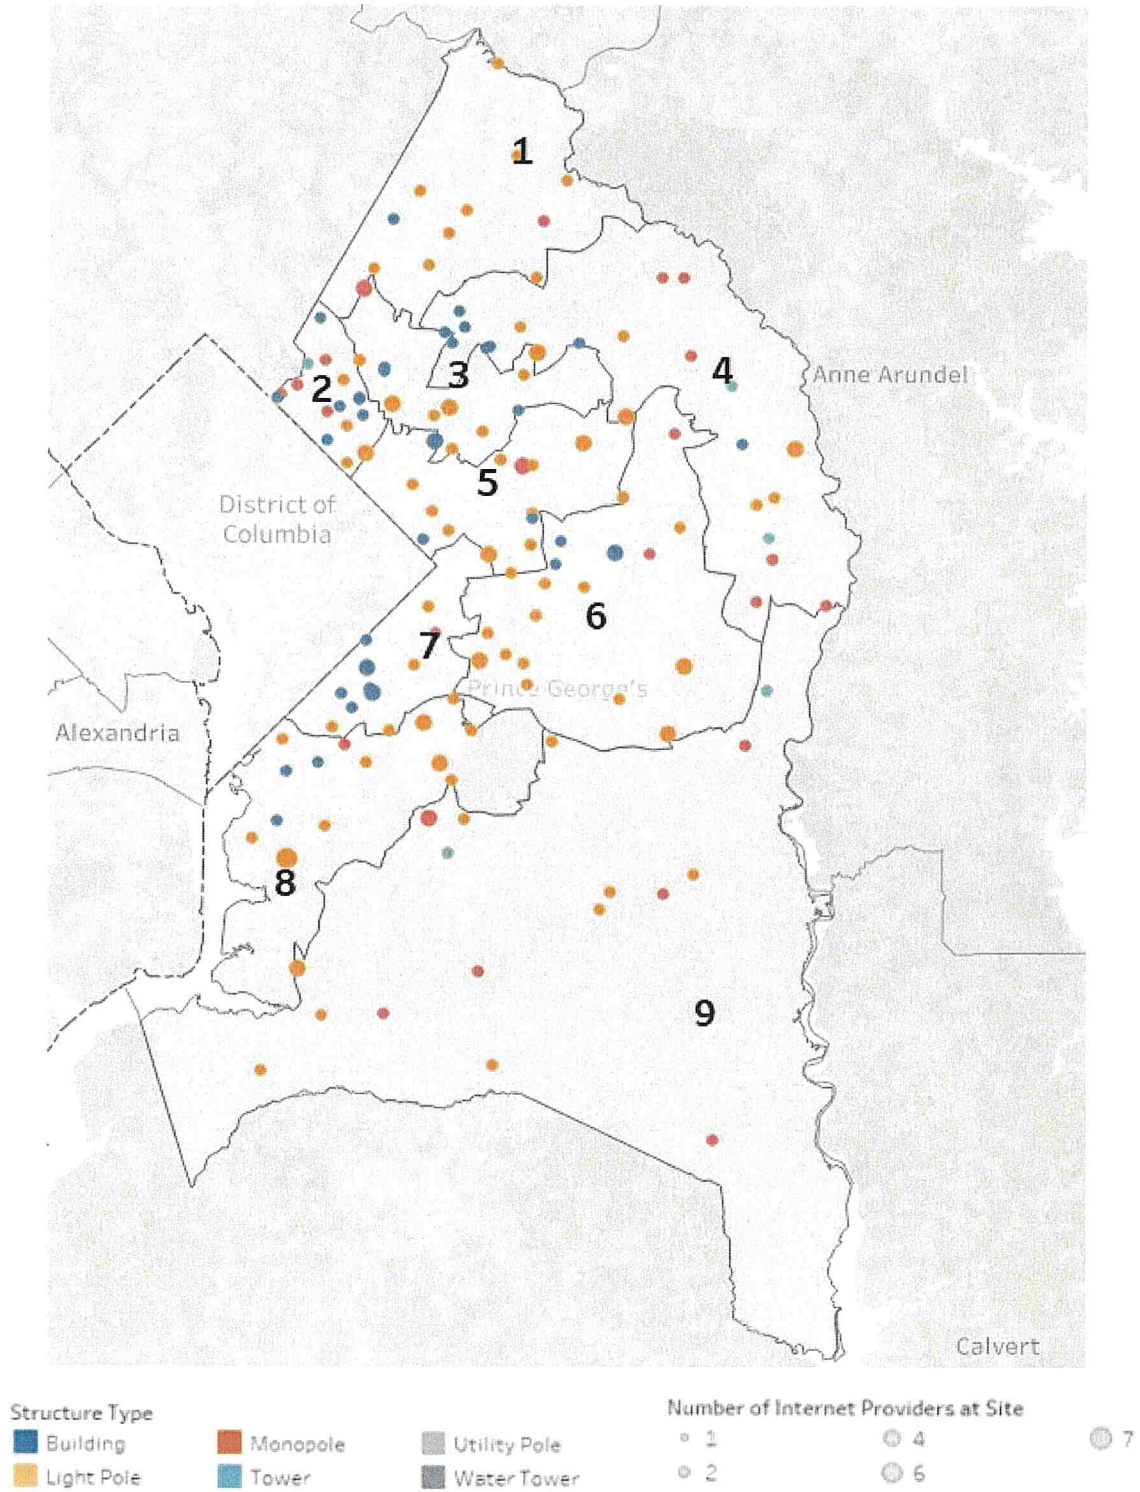 1
4
Anne Arundel
3
2
5
District of
Columbia
6
7
Prince George's
Alexandria
8
9
Calvert
Structure Type
Building
Monopole
Utility Pole
Light Pole
Tower
Water Tower
Number of Internet Providers at Site
1
4
7
2
6